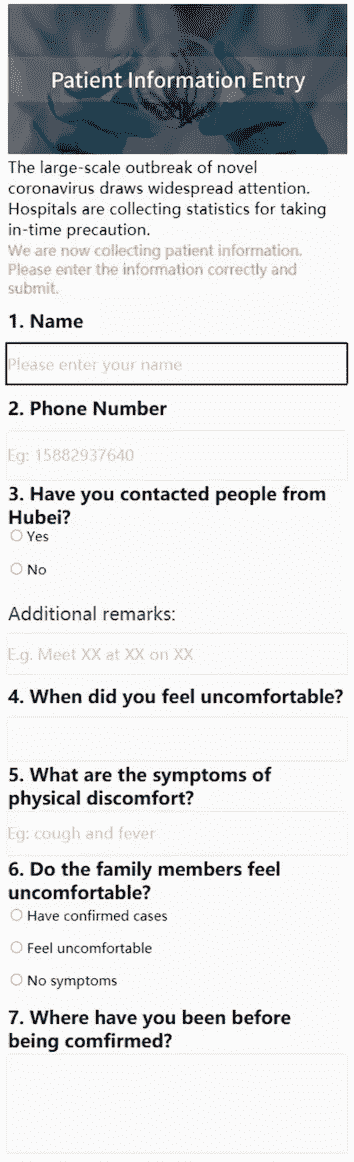 Patient Information Entry
The large-scale outbreak of novel
coronavirus draws widespread attention.
Hospitals are collecting statistics for taking
in-time precaution.
We are now collecting patient information.
Please enter the information correctly and
submit.
1. Name
Please enter your name
2. Phone Number
Eg: 15882937640
3. Have you contacted people from
Hubei?
Yes
No
Additional remarks:
E.g. Meet XX at XX on XX
4. When did you feel uncomfortable?
5. What are the symptoms of
physical discomfort?
Eg: cough and fever
6. Do the family members feel
uncomfortable?
Have confirmed cases
Feel uncomfortable
No symptoms
7. Where have you been before
being comfirmed?